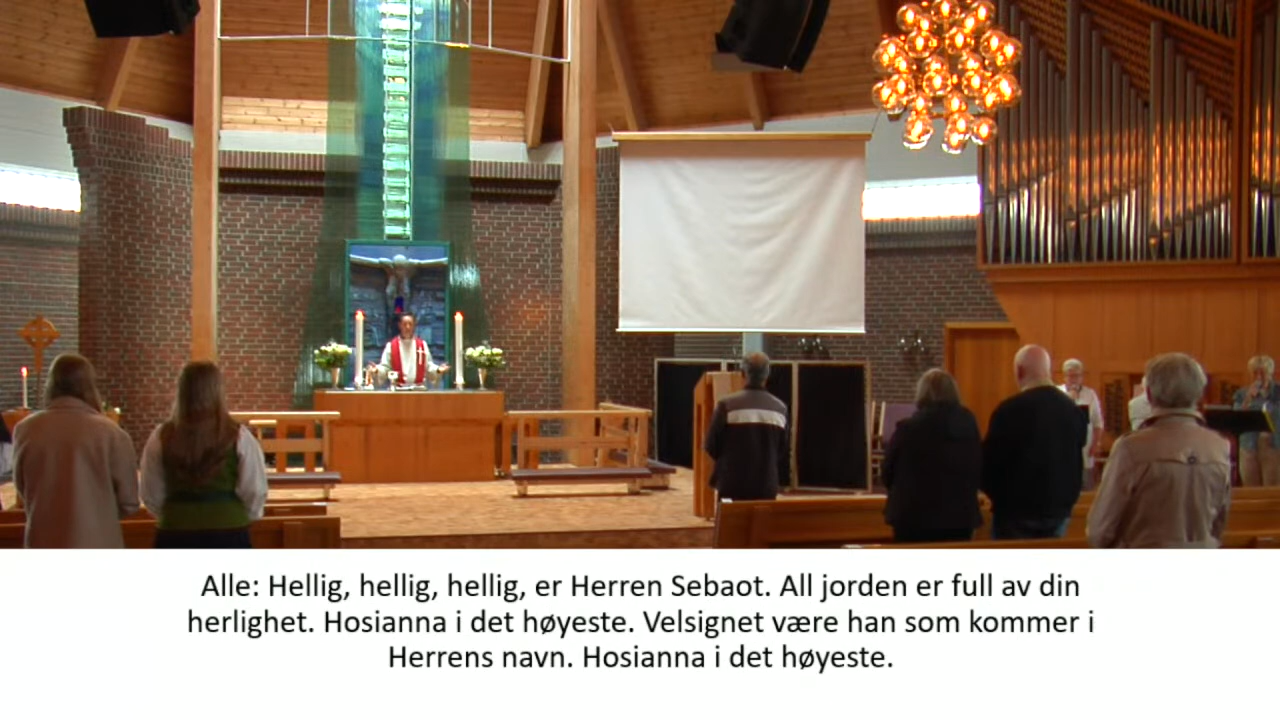 Alle: Hellig, hellig, hellig, er Herren Sebaot. All jorden er full av din
herlighet. Hosianna i det høyeste. Velsignet være han som kommer i
Herrens navn. Hosianna i det høyeste.